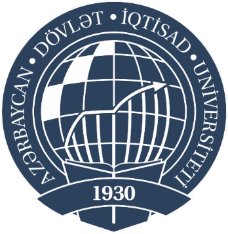 AZƏRBAYCAN • DÖVLƏT • İQTİSAD • UNİVERSİTETİ
1930